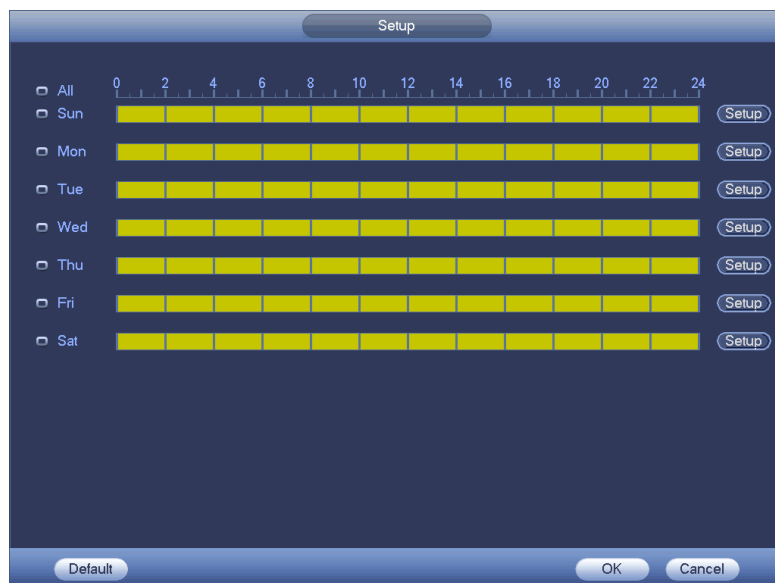 Setup
All 0 2 4 6 8 10 12 14 16 18 20 22 24
Sun Setup
Mon Setup
Tue Setup
Wed Setup
Thu Setup
Fri Setup
Sat Setup
Default OK Cancel